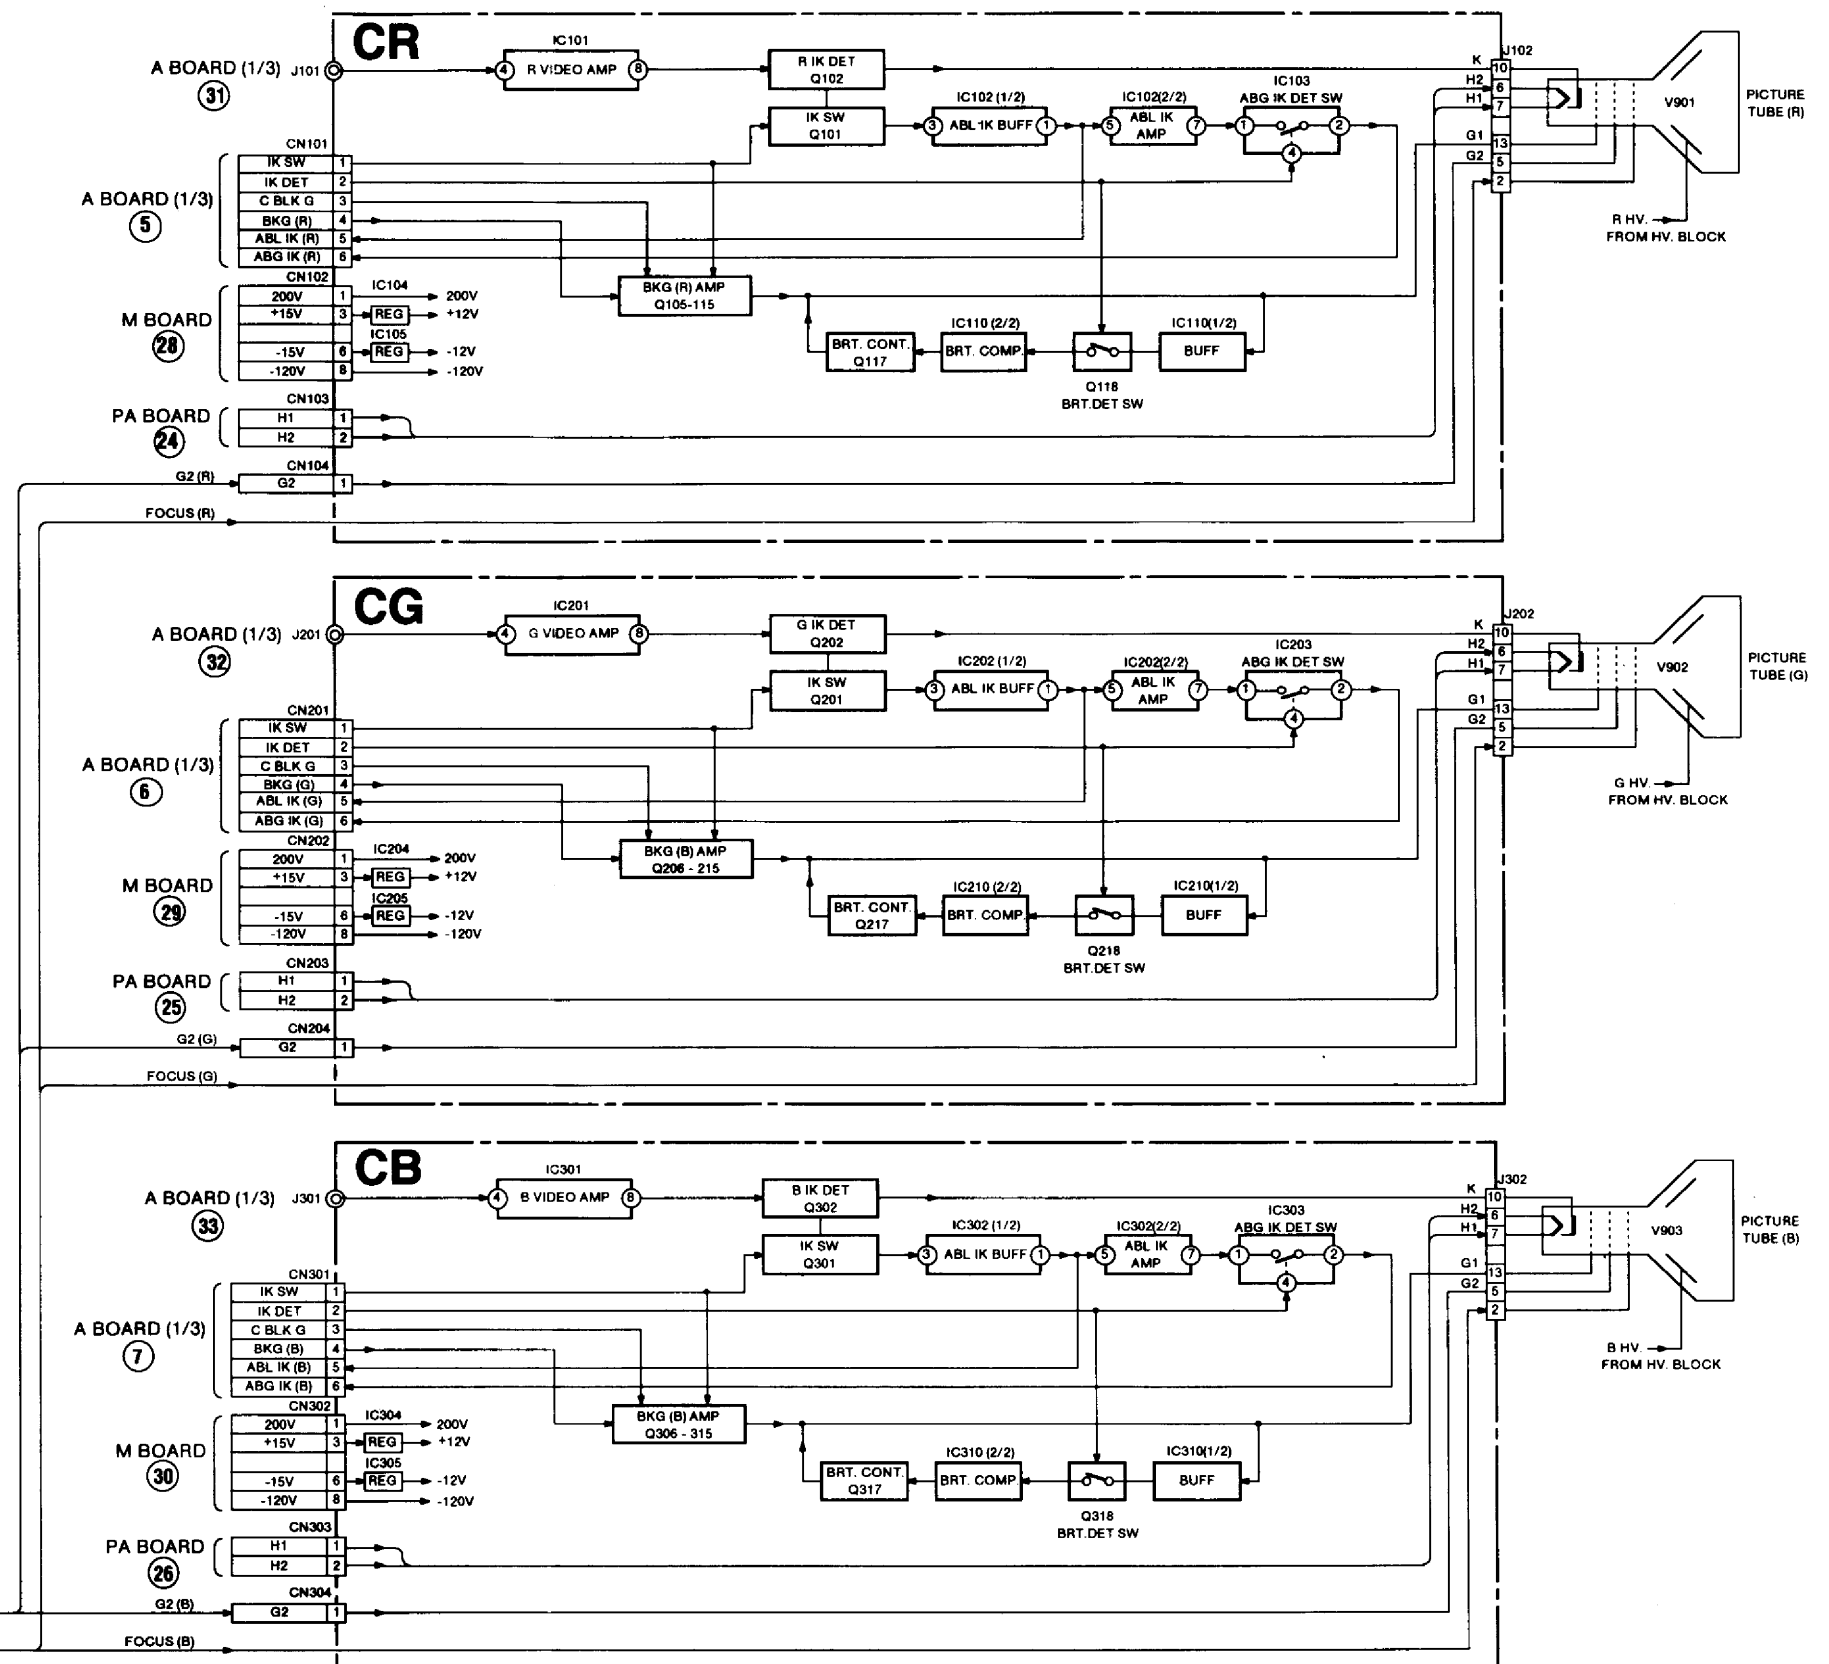 CR
A BOARD (1/3) J101
31
IC101
4 R VIDEO AMP 8
R IK DET
Q102
IK SW
Q101
IC102 (1/2)
3 ABL IK BUFF 1
IC102(2/2)
5 ABL IK AMP 7
IC103
ABG IK DET SW
1 2
4
J102
K 10
H2 6
H1 7
G1 13
G2 5
2
V901
PICTURE
TUBE (R)
R HV.
FROM HV. BLOCK
CN101
A BOARD (1/3)
5
IK SW 1
IK DET 2
C BLK G 3
BKG (R) 4
ABL IK (R) 5
ABG IK (R) 6
BKG (R) AMP
Q105-115
CN102
M BOARD
28
200V 1
+15V 3
-15V 6
-120V 8
IC104
REG
IC105
REG
200V
+12V
-12V
-120V
BRT. CONT.
Q117
IC110 (2/2)
BRT. COMP.
Q118
BRT.DET SW
IC110(1/2)
BUFF
CN103
PA BOARD
24
H1 1
H2 2
CN104
G2 (R)
G2 1
FOCUS (R)
CG
A BOARD (1/3) J201
32
IC201
4 G VIDEO AMP 8
G IK DET
Q202
IK SW
Q201
IC202 (1/2)
3 ABL IK BUFF 1
IC202(2/2)
5 ABL IK AMP 7
IC203
ABG IK DET SW
1 2
4
J202
K 10
H2 6
H1 7
G1 13
G2 5
2
V902
PICTURE
TUBE (G)
G HV.
FROM HV. BLOCK
CN201
A BOARD (1/3)
6
IK SW 1
IK DET 2
C BLK G 3
BKG (G) 4
ABL IK (G) 5
ABG IK (G) 6
BKG (B) AMP
Q206 - 215
CN202
M BOARD
29
200V 1
+15V 3
-15V 6
-120V 8
IC204
REG
IC205
REG
200V
+12V
-12V
-120V
BRT. CONT.
Q217
IC210 (2/2)
BRT. COMP.
Q218
BRT.DET SW
IC210(1/2)
BUFF
CN203
PA BOARD
25
H1 1
H2 2
CN204
G2 (G)
G2 1
FOCUS (G)
CB
A BOARD (1/3) J301
33
IC301
4 B VIDEO AMP 8
B IK DET
Q302
IK SW
Q301
IC302 (1/2)
3 ABL IK BUFF 1
IC302(2/2)
5 ABL IK AMP 7
IC303
ABG IK DET SW
1 2
4
J302
K 10
H2 6
H1 7
G1 13
G2 5
2
V903
PICTURE
TUBE (B)
B HV.
FROM HV. BLOCK
CN301
A BOARD (1/3)
7
IK SW 1
IK DET 2
C BLK G 3
BKG (B) 4
ABL IK (B) 5
ABG IK (B) 6
BKG (B) AMP
Q306 - 315
CN302
M BOARD
30
200V 1
+15V 3
-15V 6
-120V 8
IC304
REG
IC305
REG
200V
+12V
-12V
-120V
BRT. CONT.
Q317
IC310 (2/2)
BRT. COMP.
Q318
BRT.DET SW
IC310(1/2)
BUFF
CN303
PA BOARD
26
H1 1
H2 2
CN304
G2 (B)
G2 1
FOCUS (B)